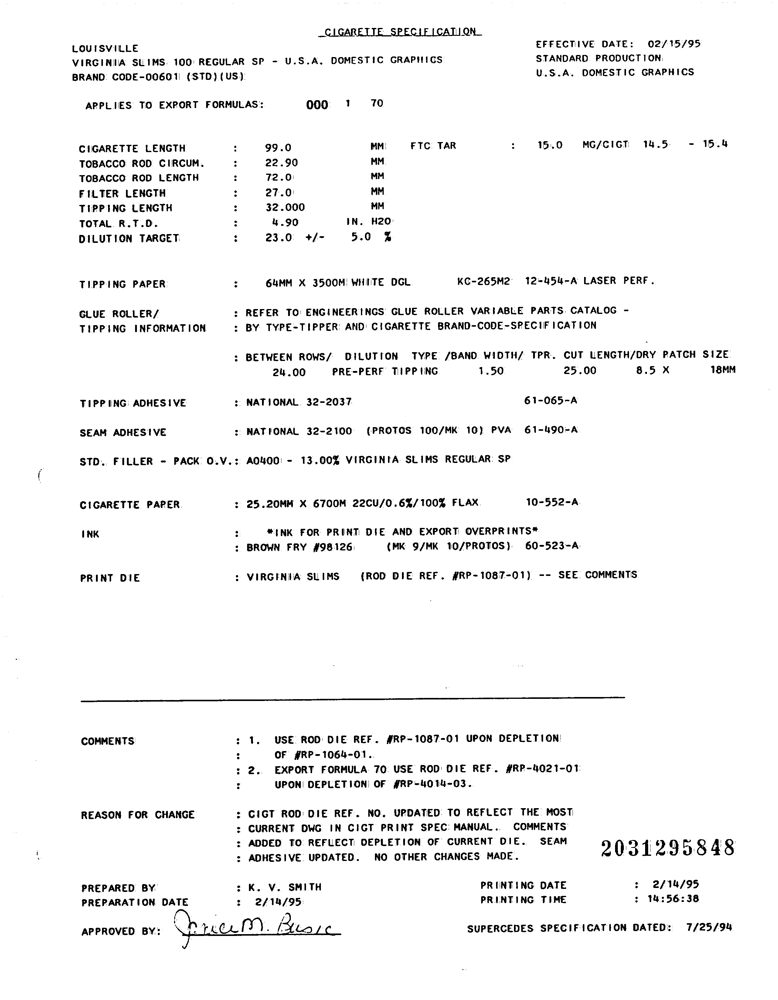 CIGARETTE SPECIFICATION
LOUISVILLE
EFFECTIVE DATE: 02/15/95
VIRGINIA SLIMS 100 REGULAR SP - U.S.A. DOMESTIC GRAPHICS
STANDARD PRODUCTION
BRAND CODE-00601 (STD)(US)
U.S.A. DOMESTIC GRAPHICS
APPLIES TO EXPORT FORMULAS: 000 1 70
CIGARETTE LENGTH : 99.0 MM FTC TAR : 15.0 MG/CIGT 14.5 - 15.4
TOBACCO ROD CIRCUM. : 22.90 MM
TOBACCO ROD LENGTH : 72.0 MM
FILTER LENGTH : 27.0 MM
TIPPING LENGTH : 32.000 MM
TOTAL R.T.D. : 4.90 IN. H2O
DILUTION TARGET : 23.0 +/- 5.0 %
TIPPING PAPER : 64MM X 3500M WHITE DGL KC-265M2 12-454-A LASER PERF.
GLUE ROLLER/ : REFER TO ENGINEERINGS GLUE ROLLER VARIABLE PARTS CATALOG -
TIPPING INFORMATION : BY TYPE-TIPPER AND CIGARETTE BRAND-CODE-SPECIFICATION
: BETWEEN ROWS/ DILUTION TYPE /BAND WIDTH/ TPR. CUT LENGTH/DRY PATCH SIZE
24.00 PRE-PERF TIPPING 1.50 25.00 8.5 X 18MM
TIPPING ADHESIVE : NATIONAL 32-2037 61-065-A
SEAM ADHESIVE : NATIONAL 32-2100 (PROTOS 100/MK 10) PVA 61-490-A
STD. FILLER - PACK O.V.: A0400 - 13.00% VIRGINIA SLIMS REGULAR SP
CIGARETTE PAPER : 25.20MM X 6700M 22CU/0.6%/100% FLAX 10-552-A
INK : *INK FOR PRINT DIE AND EXPORT OVERPRINTS*
: BROWN FRY #98126 (MK 9/MK 10/PROTOS) 60-523-A
PRINT DIE : VIRGINIA SLIMS (ROD DIE REF. #RP-1087-01) -- SEE COMMENTS
COMMENTS : 1. USE ROD DIE REF. #RP-1087-01 UPON DEPLETION
: OF #RP-1064-01.
: 2. EXPORT FORMULA 70 USE ROD DIE REF. #RP-4021-01
: UPON DEPLETION OF #RP-4014-03.
REASON FOR CHANGE : CIGT ROD DIE REF. NO. UPDATED TO REFLECT THE MOST
: CURRENT DWG IN CIGT PRINT SPEC MANUAL. COMMENTS
: ADDED TO REFLECT DEPLETION OF CURRENT DIE. SEAM
: ADHESIVE UPDATED. NO OTHER CHANGES MADE.
2031295848
PREPARED BY : K. V. SMITH PRINTING DATE : 2/14/95
PREPARATION DATE : 2/14/95 PRINTING TIME : 14:56:38
APPROVED BY: M. SUPERCEDES SPECIFICATION DATED: 7/25/94